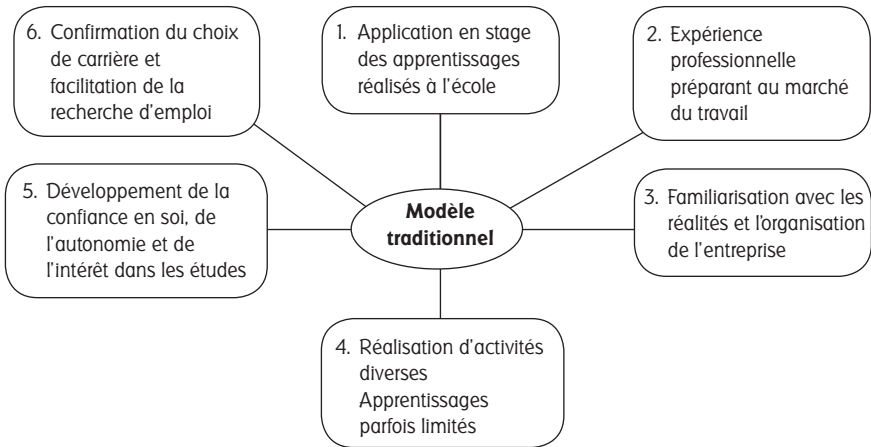 6. Confirmation du choix
de carrière et
facilitation de la
recherche d'emploi
1. Application en stage
des apprentissages
réalisés à l'école
2. Expérience
professionnelle
préparant au marché
du travail
5. Développement de la
confiance en soi, de
l'autonomie et de
l'intérêt dans les études
Modèle
traditionnel
3. Familiarisation avec les
réalités et l'organisation
de l'entreprise
4. Réalisation d'activités
diverses
Apprentissages
parfois limités